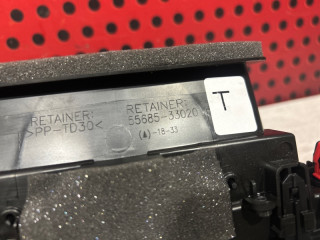 RETAINER:
>PP-TD30<
RETAINER:
55685-33020
(A)-18-33
T